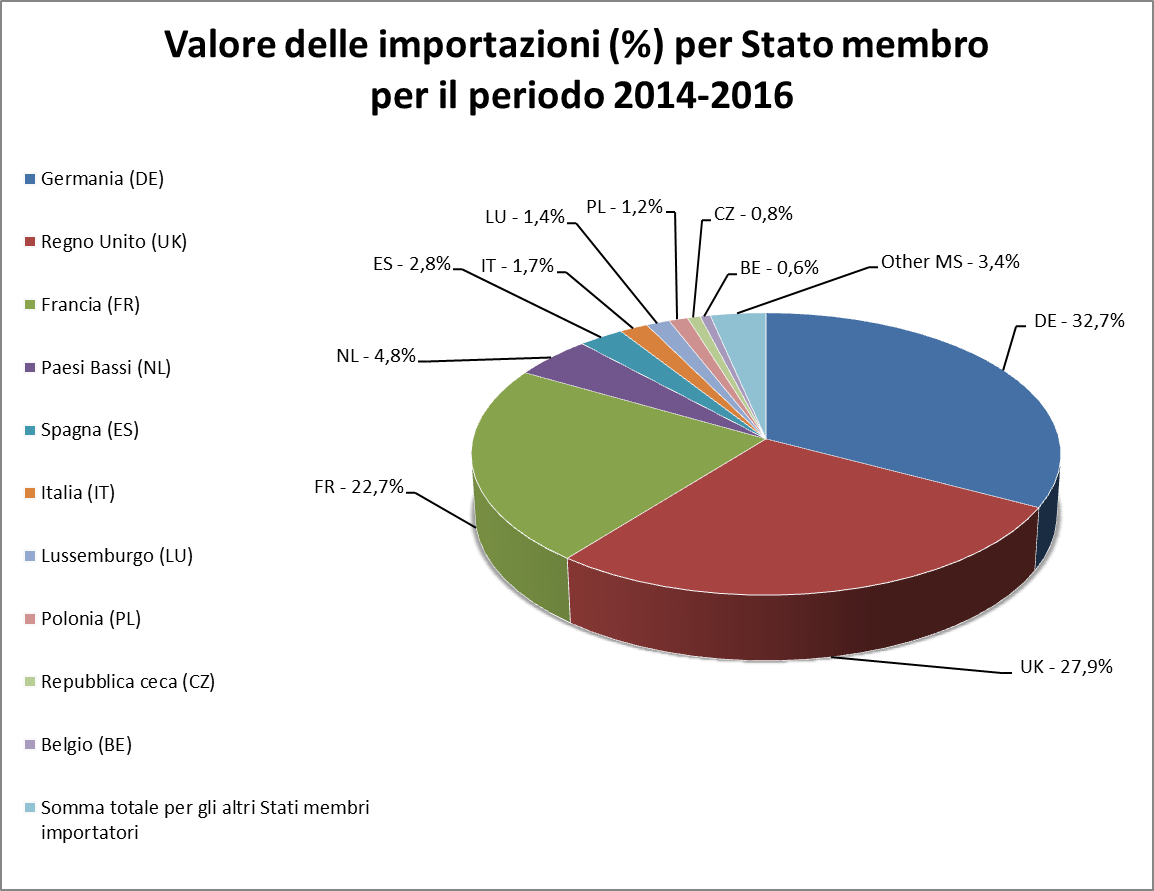 Valore delle importazioni (%) per Stato membro
per il periodo 2014-2016
Germania (DE)
Regno Unito (UK)
Francia (FR)
Paesi Bassi (NL)
Spagna (ES)
Italia (IT)
Lussemburgo (LU)
Polonia (PL)
Repubblica ceca (CZ)
Belgio (BE)
Somma totale per gli altri Stati membri
importatori
LU - 1,4%
PL - 1,2%
CZ - 0,8%
ES - 2,8%
IT - 1,7%
BE - 0,6%
Other MS - 3,4%
DE - 32,7%
NL - 4,8%
FR - 22,7%
UK - 27,9%